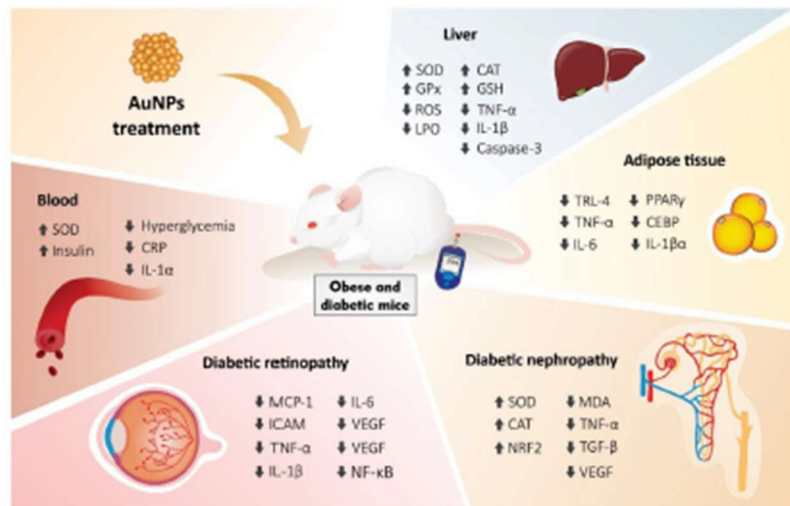 AuNPs
treatment
Liver
⬆ SOD ⬆ CAT
⬆ GPx ⬆ GSH
⬇ ROS ⬇ TNF-α
⬇ LPO ⬇ IL-1β
⬇ Caspase-3
Adipose tissue
⬇ TRL-4 ⬇ PPARγ
⬇ TNF-α ⬇ CEBP
⬇ IL-6 ⬇ IL-1βα
Blood
⬆ SOD ⬇ Hyperglycemia
⬆ Insulin ⬇ CRP
⬇ IL-1α
Obese and
diabetic mice
Diabetic retinopathy
⬇ MCP-1 ⬇ IL-6
⬇ ICAM ⬇ VEGF
⬇ TNF-α ⬇ VEGF
⬇ IL-1β ⬇ NF-κB
Diabetic nephropathy
⬆ SOD ⬇ MDA
⬆ CAT ⬇ TNF-α
⬆ NRF2 ⬇ TGF-β
⬇ VEGF